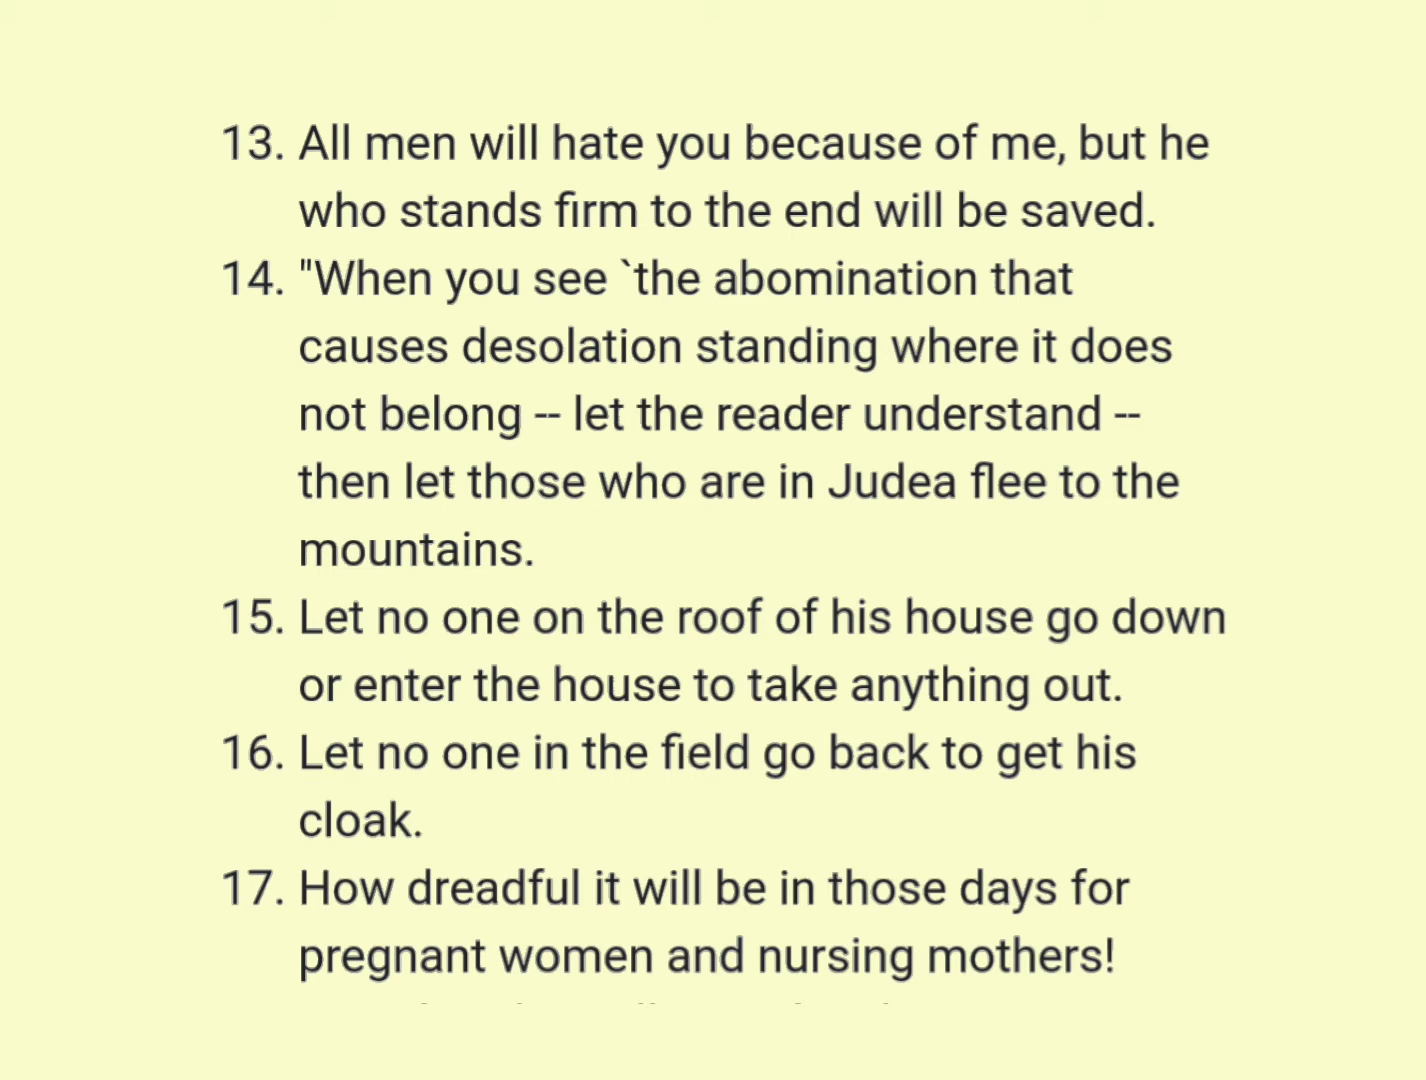 13. All men will hate you because of me, but he
who stands firm to the end will be saved.
14. "When you see `the abomination that
causes desolation standing where it does
not belong -- let the reader understand --
then let those who are in Judea flee to the
mountains.
15. Let no one on the roof of his house go down
or enter the house to take anything out.
16. Let no one in the field go back to get his
cloak.
17. How dreadful it will be in those days for
pregnant women and nursing mothers!